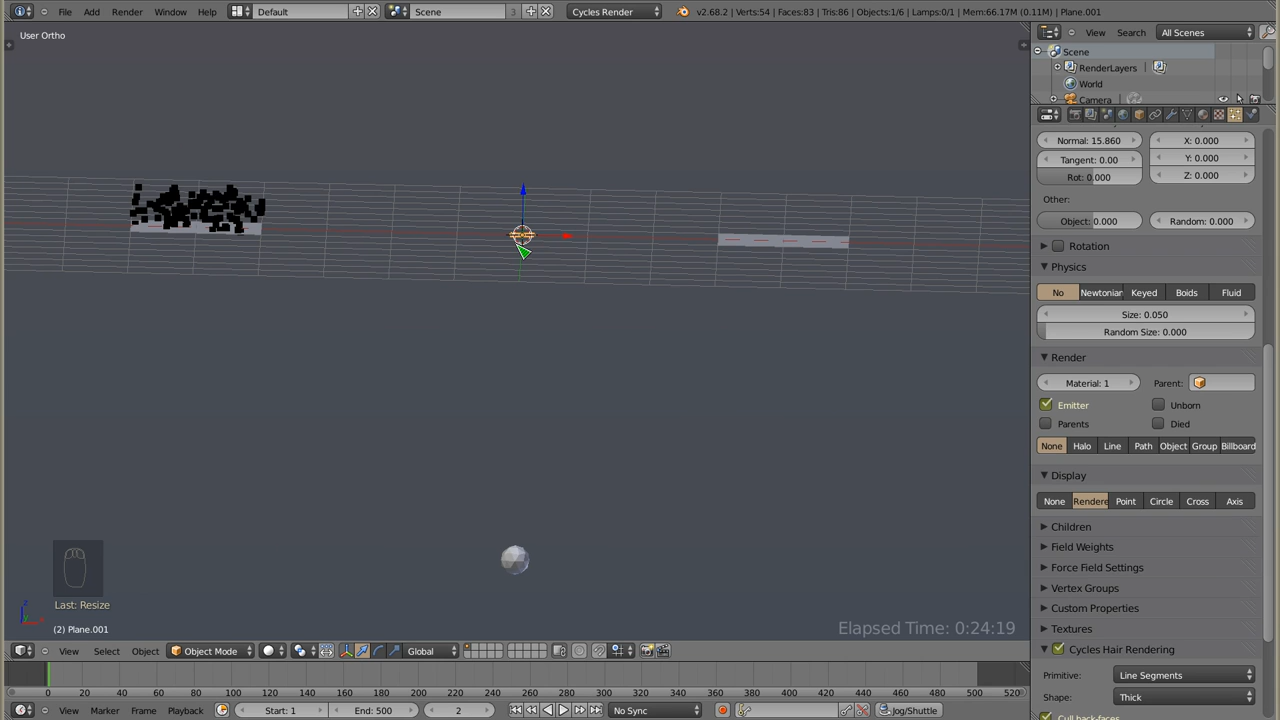 File Add Render Window Help Default Scene 3 Cycles Render v2.68.2 | Verts:54 | Faces:83 | Tris:86 | Objects:1/6 | Lamps:0/1 | Mem:66.17M (0.11M) | Plane.001
User Ortho
View Search All Scenes
Scene
RenderLayers
World
Camera
Normal: 15.860 X: 0.000
Tangent: 0.00 Y: 0.000
Rot: 0.000 Z: 0.000
Other:
Object: 0.000 Random: 0.000
Rotation
Physics
No Newtonian Keyed Boids Fluid
Size: 0.050
Random Size: 0.000
Render
Material: 1 Parent:
Emitter Unborn
Parents Died
None Halo Line Path Object Group Billboard
Display
None Rendere Point Circle Cross Axis
Children
Field Weights
Force Field Settings
Vertex Groups
Custom Properties
Textures
Cycles Hair Rendering
Primitive: Line Segments
Shape: Thick
Cull back-faces
Last: Resize
(2) Plane.001
Elapsed Time: 0:24:19
View Select Object Object Mode Global
0 20 40 60 80 100 120 140 160 180 200 220 240 260 280 300 320 340 360 380 400 420 440 460 480 500 520
View Marker Frame Playback Start: 1 End: 500 2 No Sync Jog/Shuttle